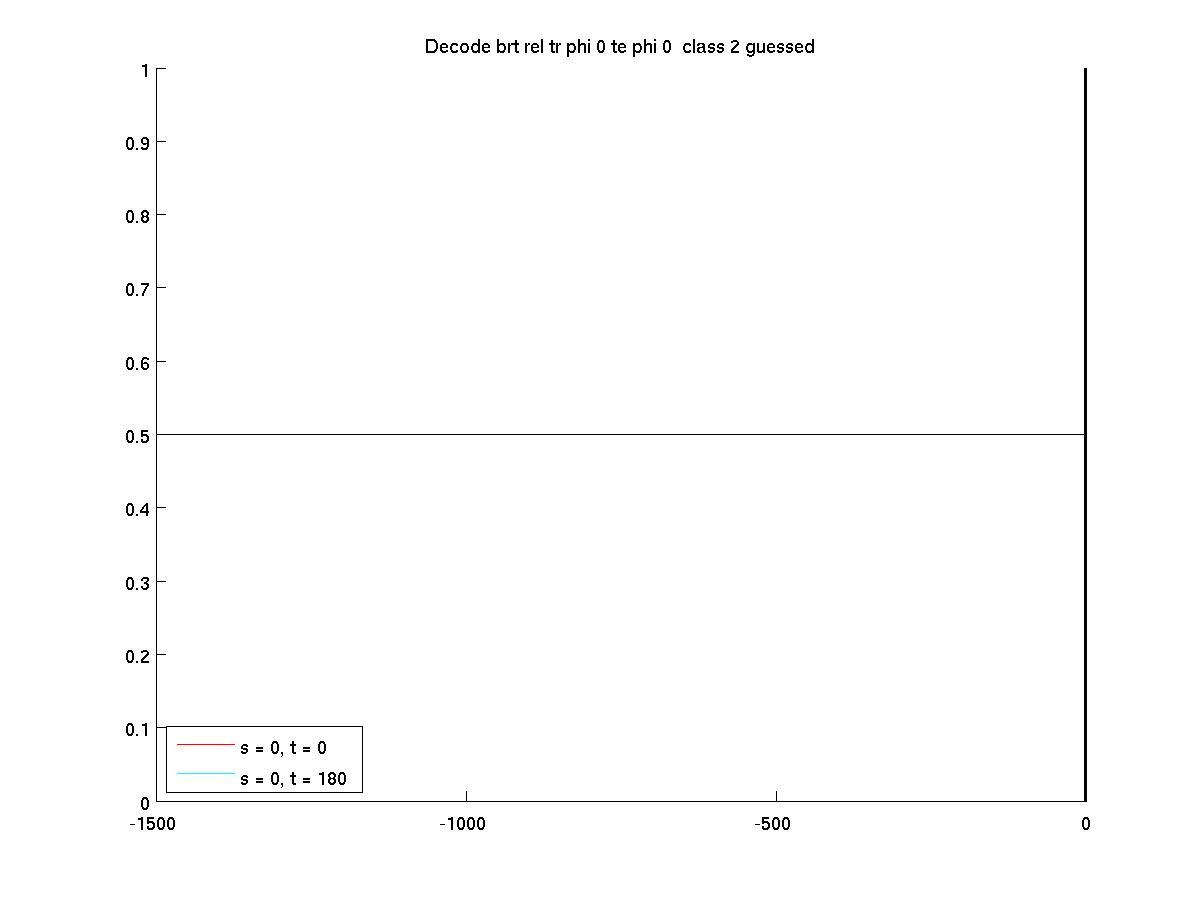 Decode brt rel tr phi 0 te phi 0  class 2 guessed
1
0.9
0.8
0.7
0.6
0.5
0.4
0.3
0.2
0.1
0
s = 0, t = 0
s = 0, t = 180
-1500 -1000 -500 0